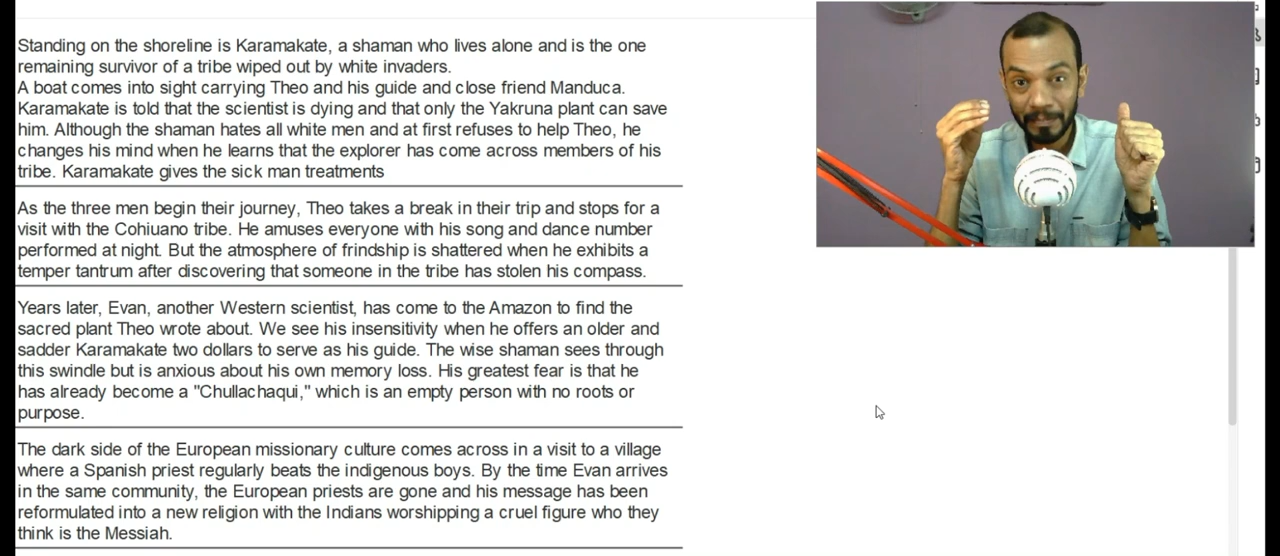 Standing on the shoreline is Karamakate, a shaman who lives alone and is the one
remaining survivor of a tribe wiped out by white invaders.
A boat comes into sight carrying Theo and his guide and close friend Manduca.
Karamakate is told that the scientist is dying and that only the Yakruna plant can save
him. Although the shaman hates all white men and at first refuses to help Theo, he
changes his mind when he learns that the explorer has come across members of his
tribe. Karamakate gives the sick man treatments
As the three men begin their journey, Theo takes a break in their trip and stops for a
visit with the Cohiuano tribe. He amuses everyone with his song and dance number
performed at night. But the atmosphere of frindship is shattered when he exhibits a
temper tantrum after discovering that someone in the tribe has stolen his compass.
Years later, Evan, another Western scientist, has come to the Amazon to find the
sacred plant Theo wrote about. We see his insensitivity when he offers an older and
sadder Karamakate two dollars to serve as his guide. The wise shaman sees through
this swindle but is anxious about his own memory loss. His greatest fear is that he
has already become a "Chullachaqui," which is an empty person with no roots or
purpose.
The dark side of the European missionary culture comes across in a visit to a village
where a Spanish priest regularly beats the indigenous boys. By the time Evan arrives
in the same community, the European priests are gone and his message has been
reformulated into a new religion with the Indians worshipping a cruel figure who they
think is the Messiah.